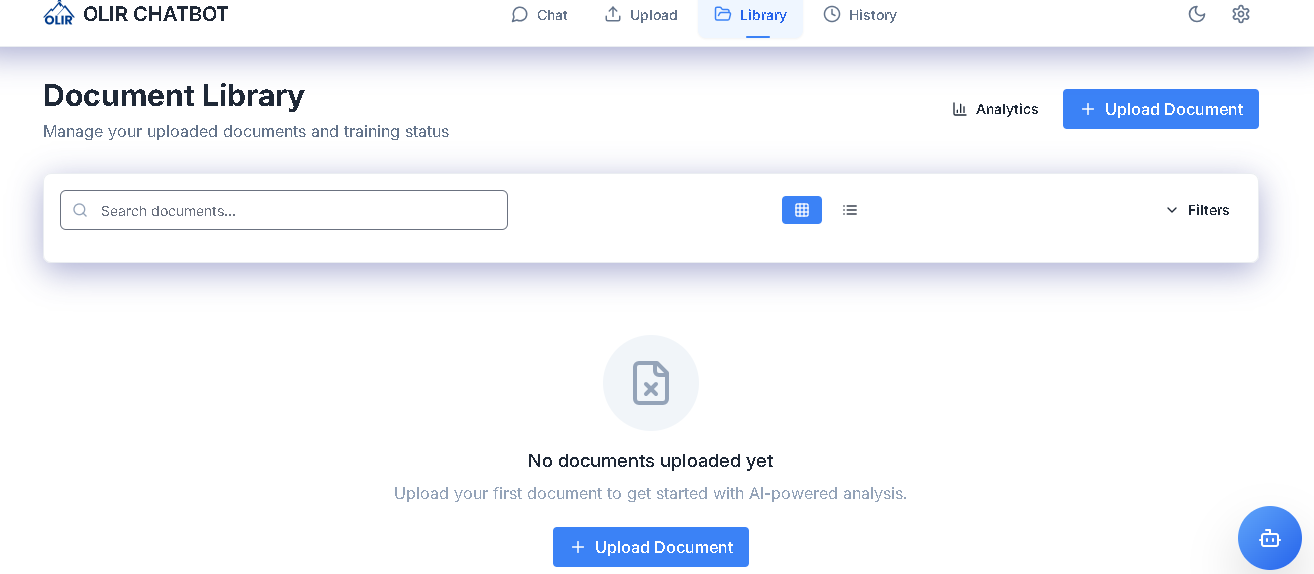 OLIR
OLIR CHATBOT
Chat
Upload
Library
History
Document Library
Manage your uploaded documents and training status
Analytics
+ Upload Document
Search documents...
Filters
No documents uploaded yet
Upload your first document to get started with AI-powered analysis.
+ Upload Document